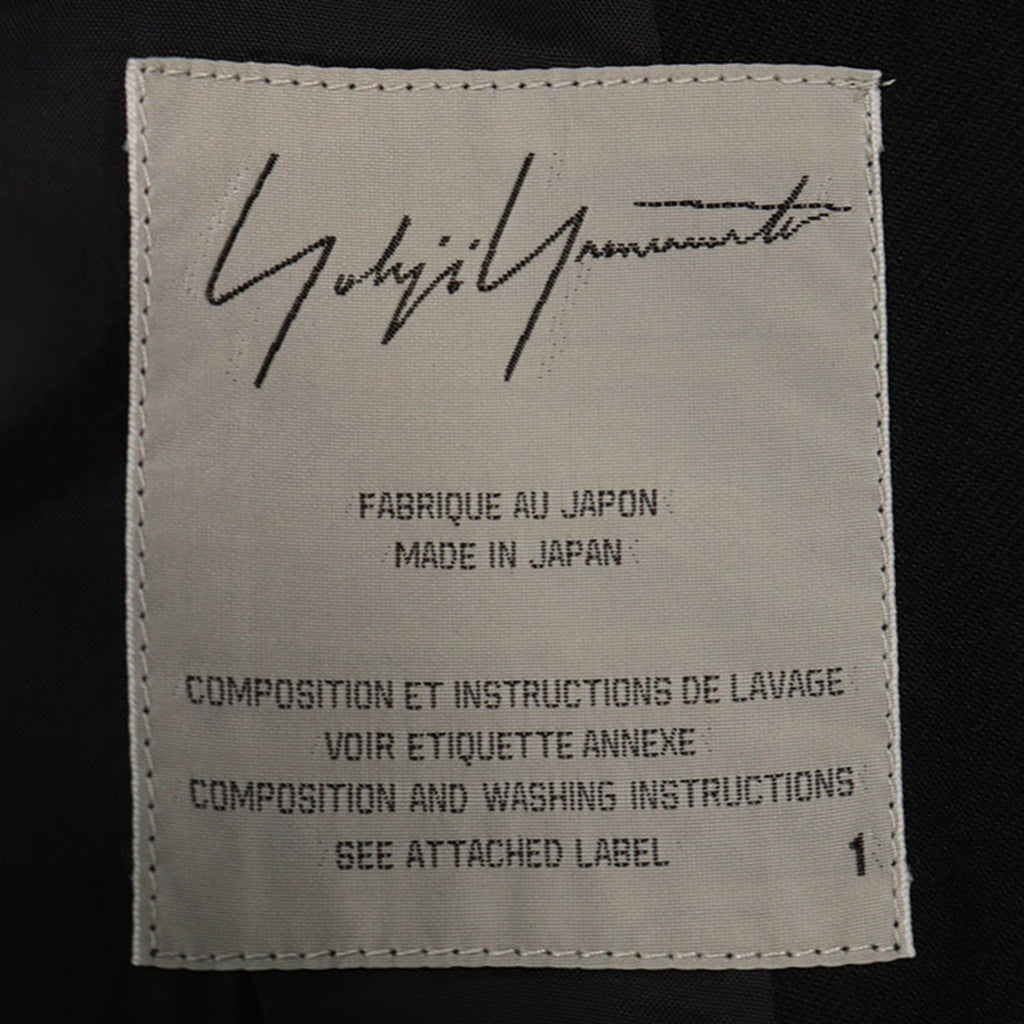 Yohji Yamamoto
FABRIQUE AU JAPON
MADE IN JAPAN
COMPOSITION ET INSTRUCTIONS DE LAVAGE
VOIR ETIQUETTE ANNEXE
COMPOSITION AND WASHING INSTRUCTIONS
SEE ATTACHED LABEL
1